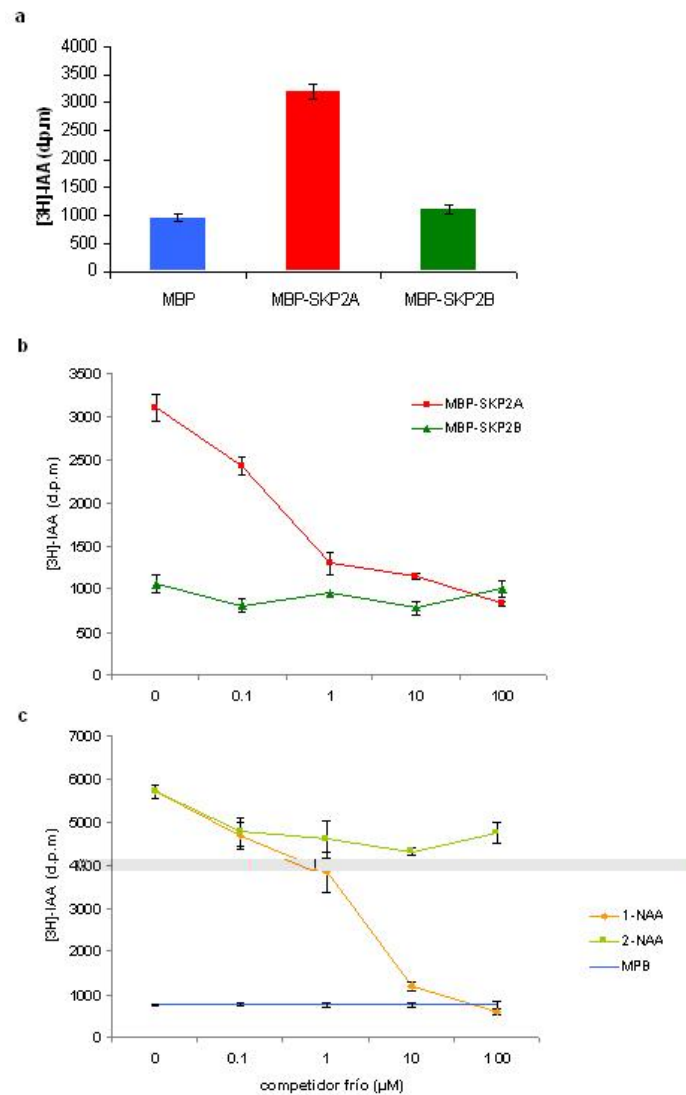 a
4000
3500
3000
2500
2000
1500
1000
500
0
[3H]-IAA (d.p.m)
MBP
MBP-SKP2A
MBP-SKP2B
b
3500
3000
2500
2000
1500
1000
500
0
[3H]-IAA (d.p.m)
MBP-SKP2A
MBP-SKP2B
0
0.1
1
10
100
c
7000
6000
5000
4000
3000
2000
1000
0
[3H]-IAA (d.p.m)
1-NAA
2-NAA
MPB
0
0.1
1
10
100
competidor frío (µM)